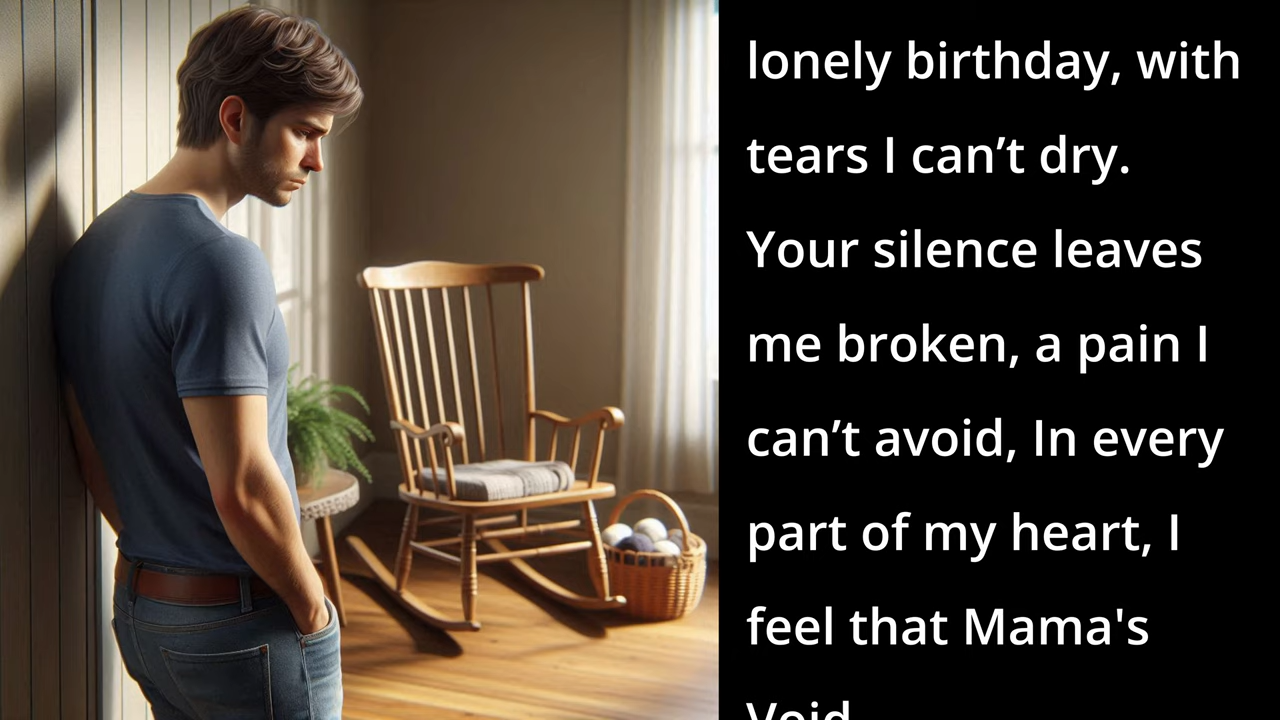 lonely birthday, with
tears I can’t dry.
Your silence leaves
me broken, a pain I
can’t avoid, In every
part of my heart, I
feel that Mama's
Void